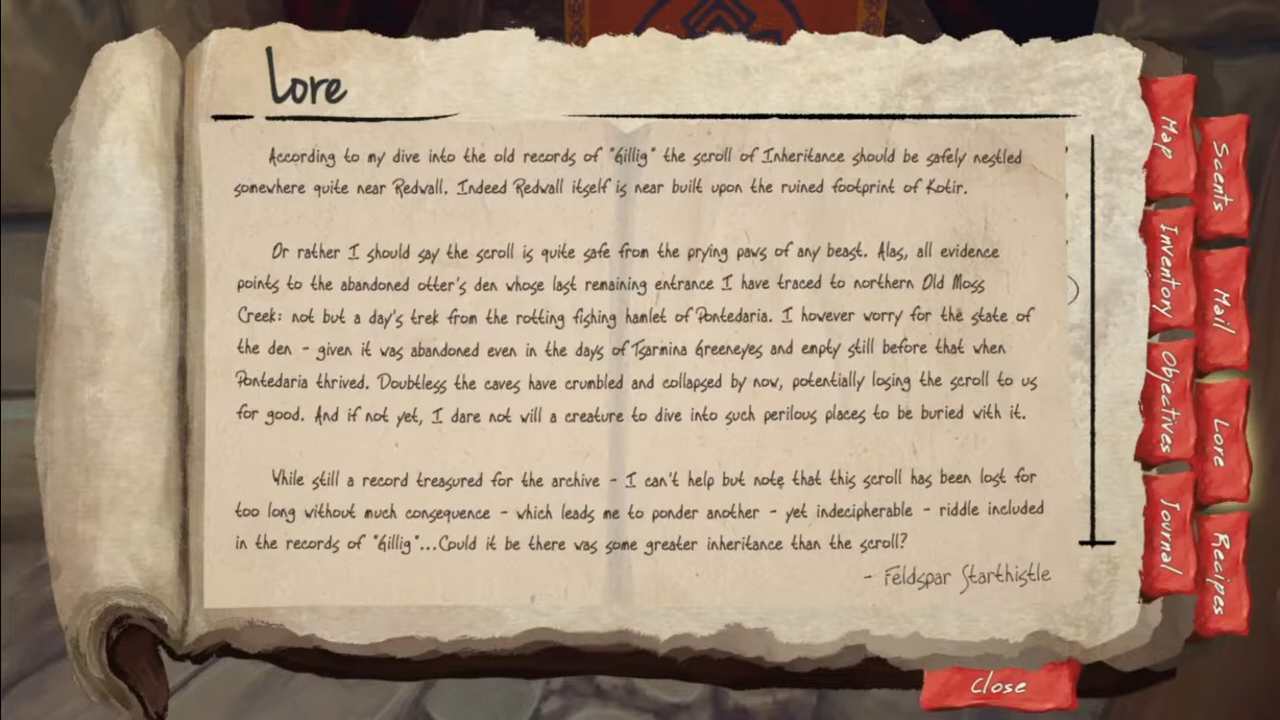 Lore
According to my dive into the old records of "Gillig" the scroll of Inheritance should be safely nestled
somewhere quite near Redwall. Indeed Redwall itself is near built upon the ruined footprint of Kotir.
Or rather I should say the scroll is quite safe from the prying paws of any beast. Alas, all evidence
points to the abandoned otter's den whose last remaining entrance I have traced to northern Old Moss
Creek: not but a day's trek from the rotting fishing hamlet of Pontedaria. I however worry for the state of
the den - given it was abandoned even in the days of Tsarmina Greeneyes and empty still before that when
Pontedaria thrived. Doubtless the caves have crumbled and collapsed by now, potentially losing the scroll to us
for good. And if not yet, I dare not will a creature to dive into such perilous places to be buried with it.
While still a record treasured for the archive - I can't help but note that this scroll has been lost for
too long without much consequence - which leads me to ponder another - yet indecipherable - riddle included
in the records of "Gillig"...Could it be there was some greater inheritance than the scroll?
- Feldspar Starthistle
Map
Inventory
Objectives
Journal
Scents
Mail
Lore
Recipes
Close